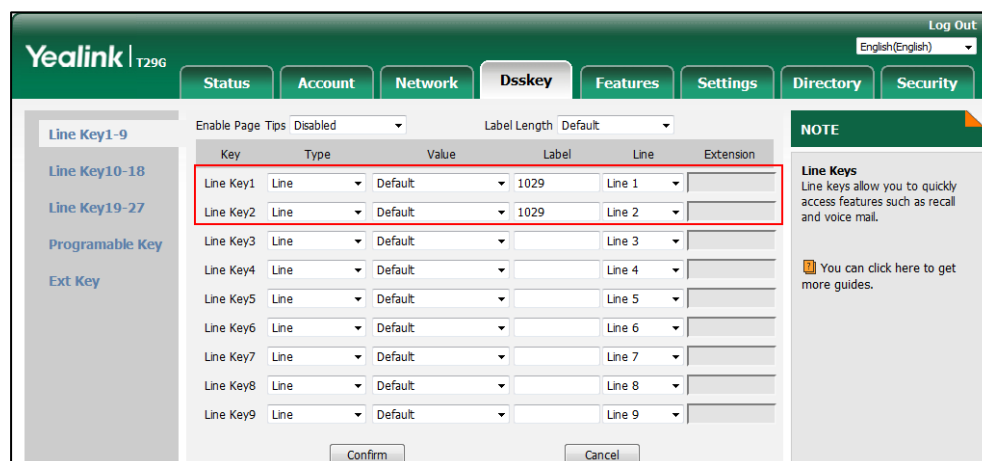 Log Out
Yealink | T29G
English(English)
Status Account Network Dsskey Features Settings Directory Security
Line Key1-9
Line Key10-18
Line Key19-27
Programable Key
Ext Key
Enable Page Tips Disabled Label Length Default
Key Type Value Label Line Extension
Line Key1 Line Default 1029 Line 1
Line Key2 Line Default 1029 Line 2
Line Key3 Line Default Line 3
Line Key4 Line Default Line 4
Line Key5 Line Default Line 5
Line Key6 Line Default Line 6
Line Key7 Line Default Line 7
Line Key8 Line Default Line 8
Line Key9 Line Default Line 9
Confirm Cancel
NOTE
Line Keys
Line keys allow you to quickly
access features such as recall
and voice mail.
? You can click here to get
more guides.